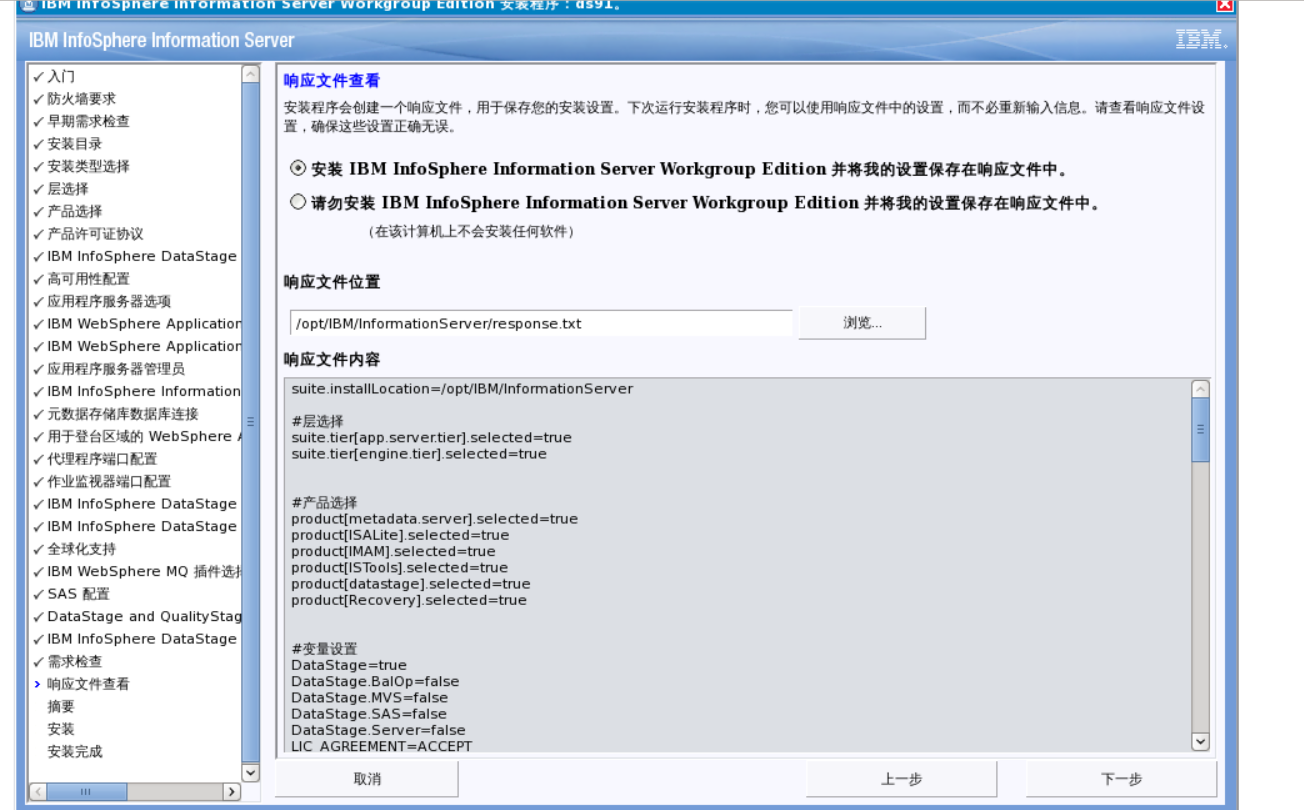 IBM InfoSphere Information Server Workgroup Edition 安装程序：ds91。
IBM InfoSphere Information Server
IBM.
入门
防火墙要求
早期需求检查
安装目录
安装类型选择
层选择
产品选择
产品许可证协议
IBM InfoSphere DataStage
高可用性配置
应用程序服务器选项
IBM WebSphere Application
IBM WebSphere Application
应用程序服务器管理员
IBM InfoSphere Information
元数据存储库数据库连接
用于登台区域的 WebSphere A
代理程序端口配置
作业监视器端口配置
IBM InfoSphere DataStage
IBM InfoSphere DataStage
全球化支持
IBM WebSphere MQ 插件选择
SAS 配置
DataStage and QualityStag
IBM InfoSphere DataStage
需求检查
响应文件查看
摘要
安装
安装完成
响应文件查看
安装程序会创建一个响应文件，用于保存您的安装设置。下次运行安装程序时，您可以使用响应文件中的设置，而不必重新输入信息。请查看响应文件设
置，确保这些设置正确无误。
安装 IBM InfoSphere Information Server Workgroup Edition 并将我的设置保存在响应文件中。
请勿安装 IBM InfoSphere Information Server Workgroup Edition 并将我的设置保存在响应文件中。
（在该计算机上不会安装任何软件）
响应文件位置
/opt/IBM/InformationServer/response.txt
浏览...
响应文件内容
suite.installLocation=/opt/IBM/InformationServer
#层选择
suite.tier[app.server.tier].selected=true
suite.tier[engine.tier].selected=true
#产品选择
product[metadata.server].selected=true
product[ISALite].selected=true
product[IMAM].selected=true
product[ISTools].selected=true
product[datastage].selected=true
product[Recovery].selected=true
#变量设置
DataStage=true
DataStage.BalOp=false
DataStage.MVS=false
DataStage.SAS=false
DataStage.Server=false
LIC_AGREEMENT=ACCEPT
取消
上一步
下一步